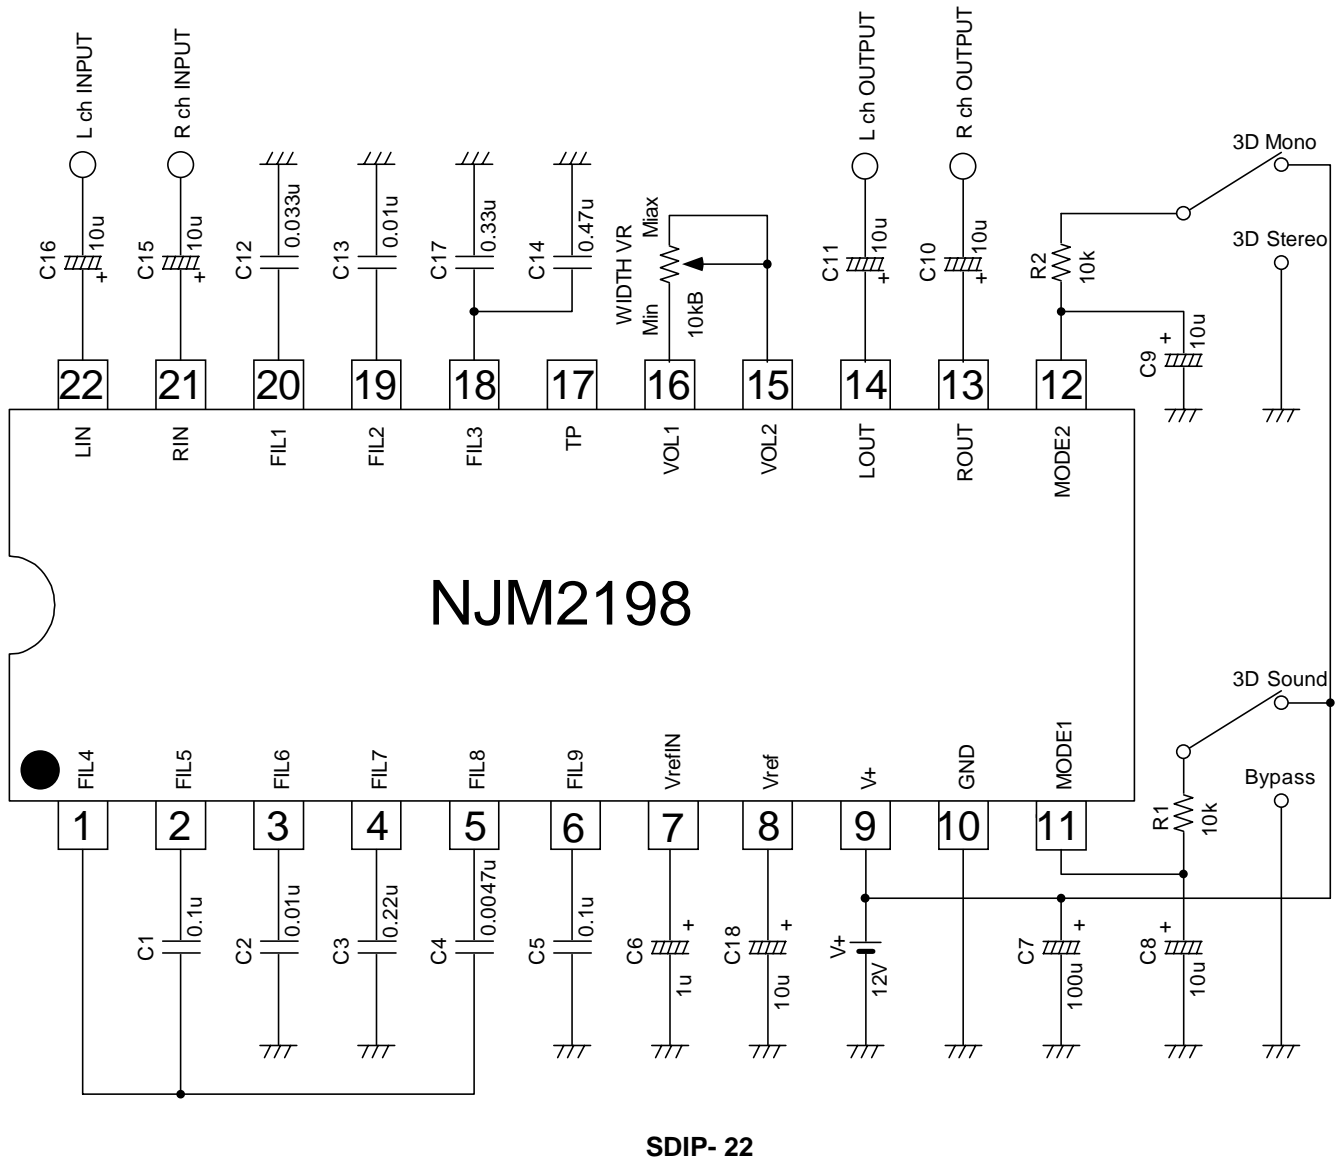 L ch INPUT
R ch INPUT
L ch OUTPUT
R ch OUTPUT
3D Mono
3D Stereo
C16
10u
+
C15
10u
+
C12
0.033u
C13
0.01u
C17
0.33u
C14
0.47u
WIDTH VR
Miax
Min
10kB
C11
10u
+
C10
10u
+
R2
10k
C9
+
10u
22
21
20
19
18
17
16
15
14
13
12
LIN
RIN
FIL1
FIL2
FIL3
TP
VOL1
VOL2
LOUT
ROUT
MODE2
NJM2198
3D Sound
Bypass
FIL4
FIL5
FIL6
FIL7
FIL8
FIL9
VrefIN
Vref
V+
GND
MODE1
R1
10k
1
2
3
4
5
6
7
8
9
10
11
C1
0.1u
C2
0.01u
C3
0.22u
C4
0.0047u
C5
0.1u
C6
+
1u
C18
+
10u
V+
12V
C7
+
100u
C8
+
10u
SDIP- 22